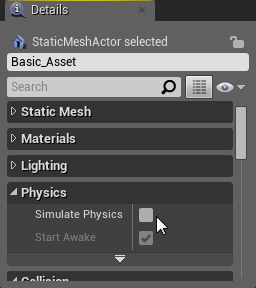 Details
StaticMeshActor selected
Basic_Asset
Search
Static Mesh
Materials
Lighting
Physics
Simulate Physics
Start Awake
Collision